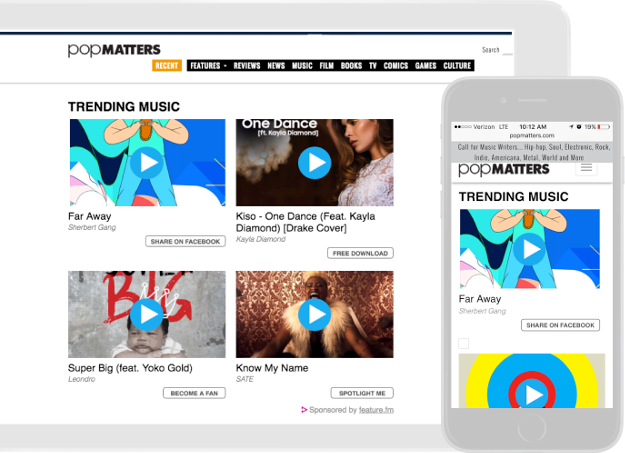 popMATTERS
Search
RECENT FEATURES REVIEWS NEWS MUSIC FILM BOOKS TV COMICS GAMES CULTURE
TRENDING MUSIC
One Dance
[ft. Kayla Diamond)
Far Away
Sherbert Gang
SHARE ON FACEBOOK
Kiso - One Dance (Feat. Kayla
Diamond) [Drake Cover]
Kayla Diamond
FREE DOWNLOAD
BIG
Super Big (feat. Yoko Gold)
Leondro
BECOME A FAN
Know My Name
SATE
SPOTLIGHT ME
Sponsored by feature.fm
Verizon LTE 10:12 AM 19%
popmatters.com
Call for Music Writers... Hip-hop, Soul, Electronic, Rock,
Indie, Americana, Metal, World and More
popMATTERS
TRENDING MUSIC
Far Away
Sherbert Gang
SHARE ON FACEBOOK